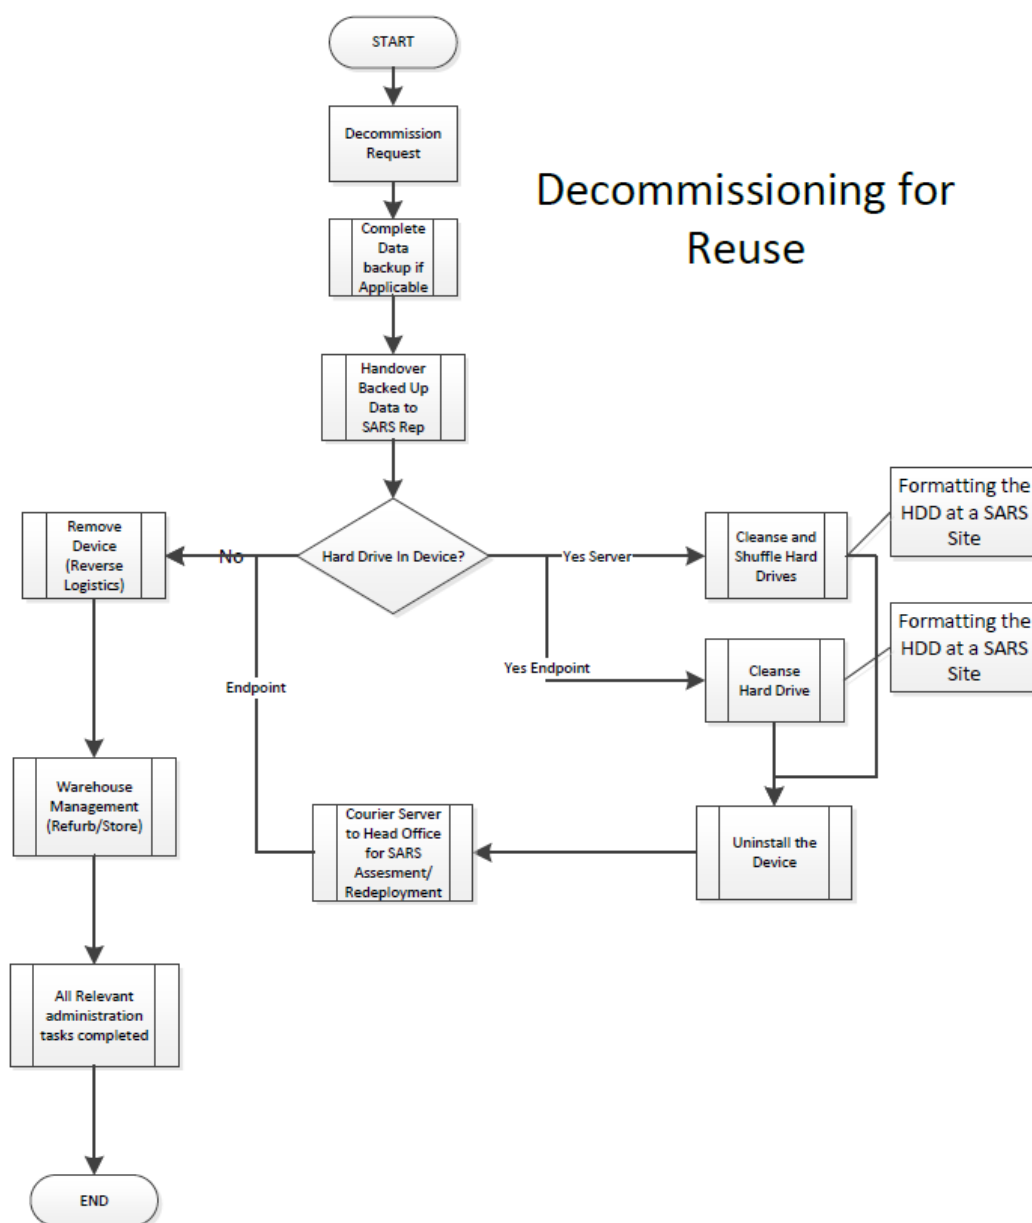 START
Decommission
Request
Decommissioning for
Reuse
Complete
Data
backup if
Applicable
Handover
Backed Up
Data to
SARS Rep
Hard Drive In Device?
No
Yes Server
Yes Endpoint
Remove
Device
(Reverse
Logistics)
Cleanse and
Shuffle Hard
Drives
Formatting the
HDD at a SARS
Site
Cleanse
Hard Drive
Formatting the
HDD at a SARS
Site
Endpoint
Warehouse
Management
(Refurb/Store)
Courier Server
to Head Office
for SARS
Assesment/
Redeployment
Uninstall the
Device
All Relevant
administration
tasks completed
END